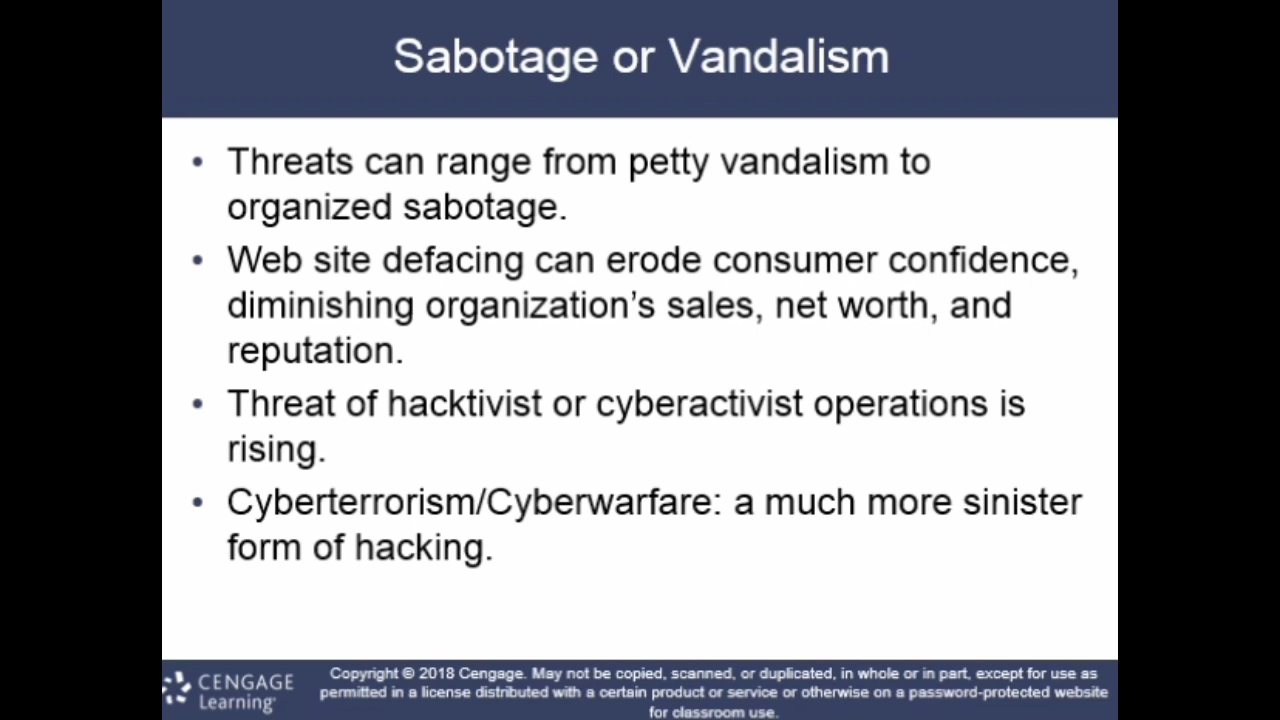 Sabotage or Vandalism
• Threats can range from petty vandalism to
organized sabotage.
• Web site defacing can erode consumer confidence,
diminishing organization’s sales, net worth, and
reputation.
• Threat of hacktivist or cyberactivist operations is
rising.
• Cyberterrorism/Cyberwarfare: a much more sinister
form of hacking.
CENGAGE
Learning
Copyright © 2018 Cengage. May not be copied, scanned, or duplicated, in whole or in part, except for use as
permitted in a license distributed with a certain product or service or otherwise on a password-protected website
for classroom use.